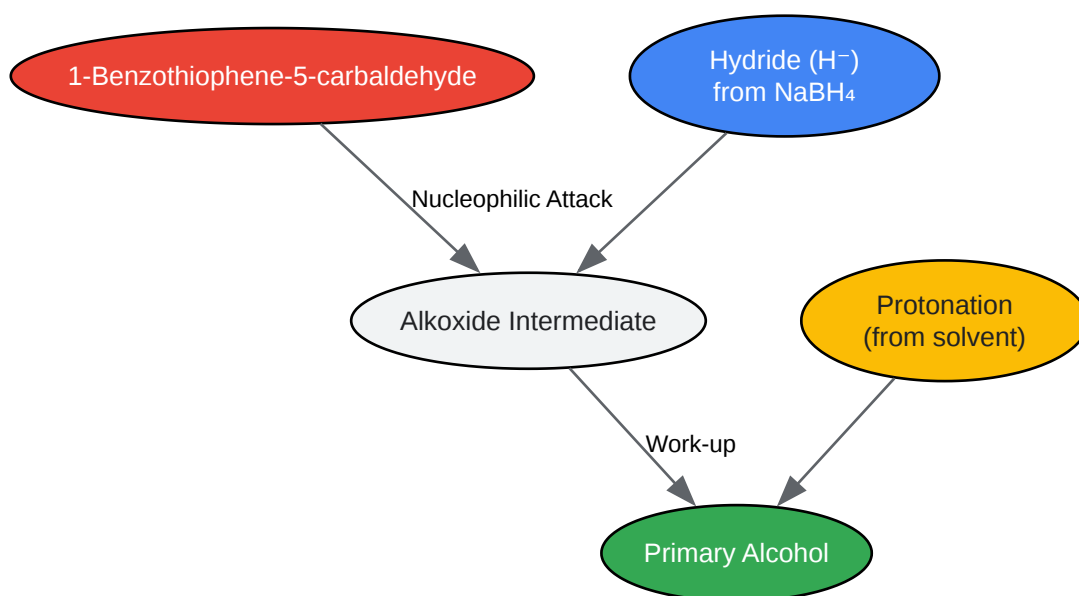 1-Benzothiophene-5-carbaldehyde
Hydride (H⁻)
from NaBH₄
Nucleophilic Attack
Alkoxide Intermediate
Protonation
(from solvent)
Work-up
Primary Alcohol